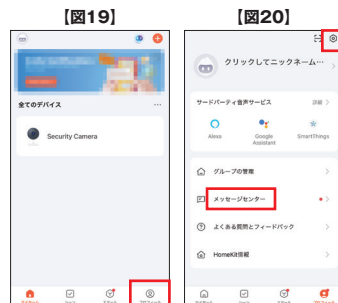 【図19】
【図20】
全てのデバイス
Security Camera
クリックしてニックネーム…
サードパーティ音声サービス
詳細
Alexa
Google Assistant
SmartThings
グループの管理
メッセージセンター
よくある質問とフィードバック
HomeKit情報